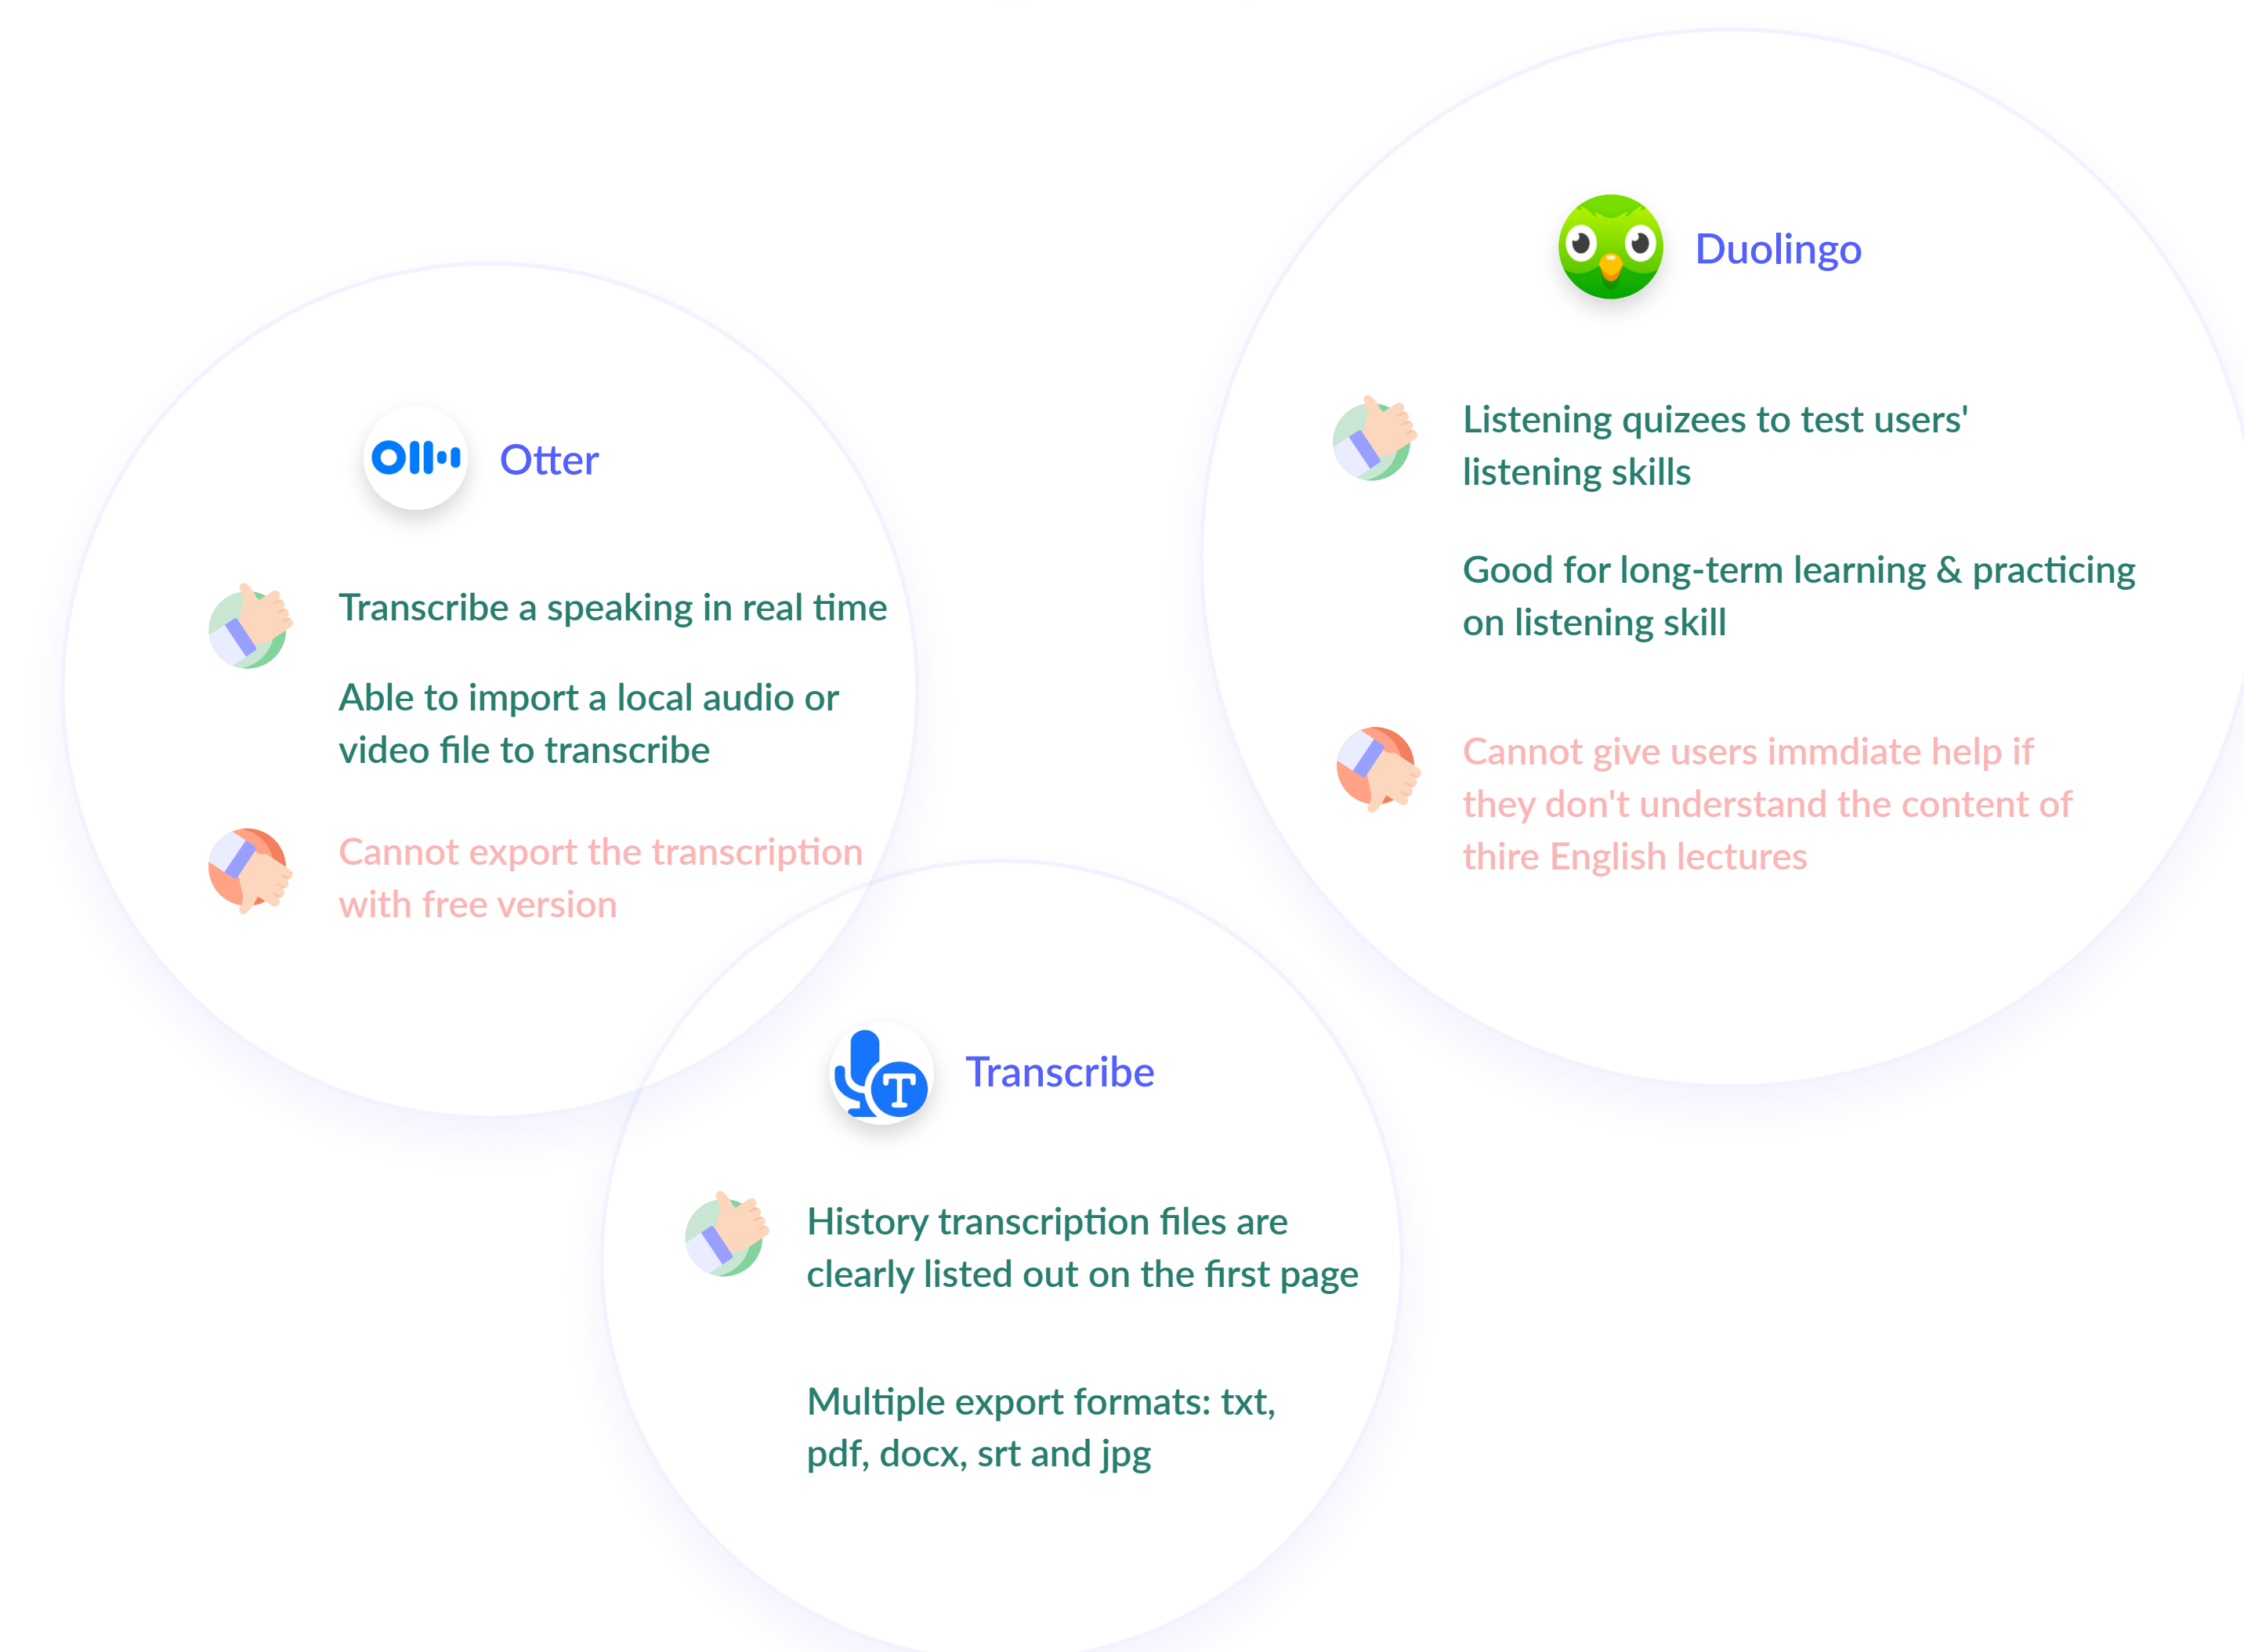 Otter
Transcribe a speaking in real time
Able to import a local audio or
video file to transcribe
Cannot export the transcription
with free version
Duolingo
Listening quizees to test users'
listening skills
Good for long-term learning & practicing
on listening skill
Cannot give users immdiate help if
they don't understand the content of
thire English lectures
T
Transcribe
History transcription files are
clearly listed out on the first page
Multiple export formats: txt,
pdf, docx, srt and jpg